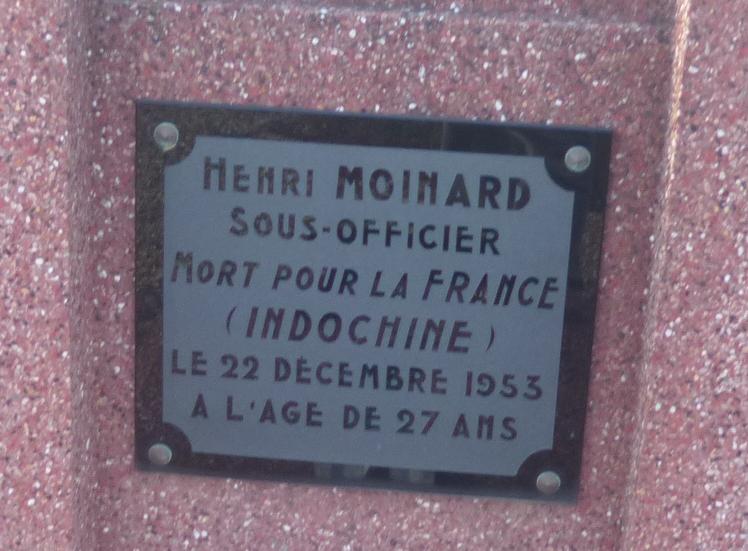 HENRI MOINARD
SOUS-OFFICIER
MORT POUR LA FRANCE
(INDOCHINE)
LE 22 DÉCEMBRE 1953
A L'AGE DE 27 ANS